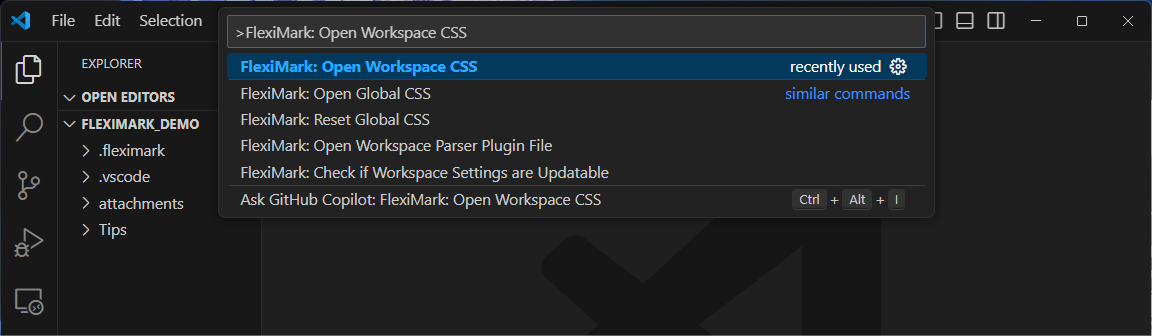 File Edit Selection
>FlexiMark: Open Workspace CSS
EXPLORER
OPEN EDITORS
FLEXIMARK_DEMO
.fleximark
.vscode
attachments
Tips
FlexiMark: Open Workspace CSS recently used
FlexiMark: Open Global CSS similar commands
FlexiMark: Reset Global CSS
FlexiMark: Open Workspace Parser Plugin File
FlexiMark: Check if Workspace Settings are Updatable
Ask GitHub Copilot: FlexiMark: Open Workspace CSS Ctrl + Alt + I